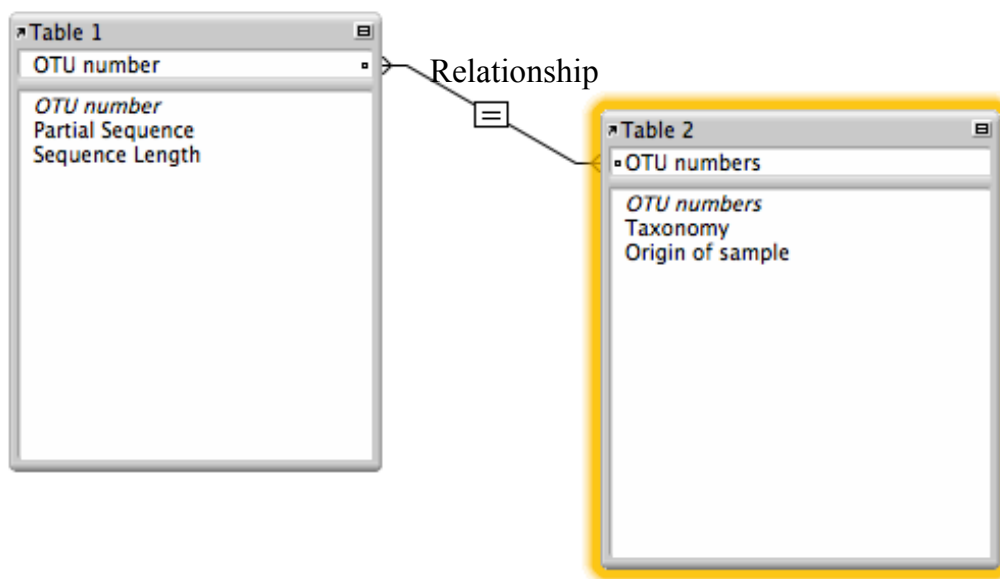 Table 1
OTU number
OTU number
Partial Sequence
Sequence Length
Relationship
=
Table 2
OTU numbers
OTU numbers
Taxonomy
Origin of sample